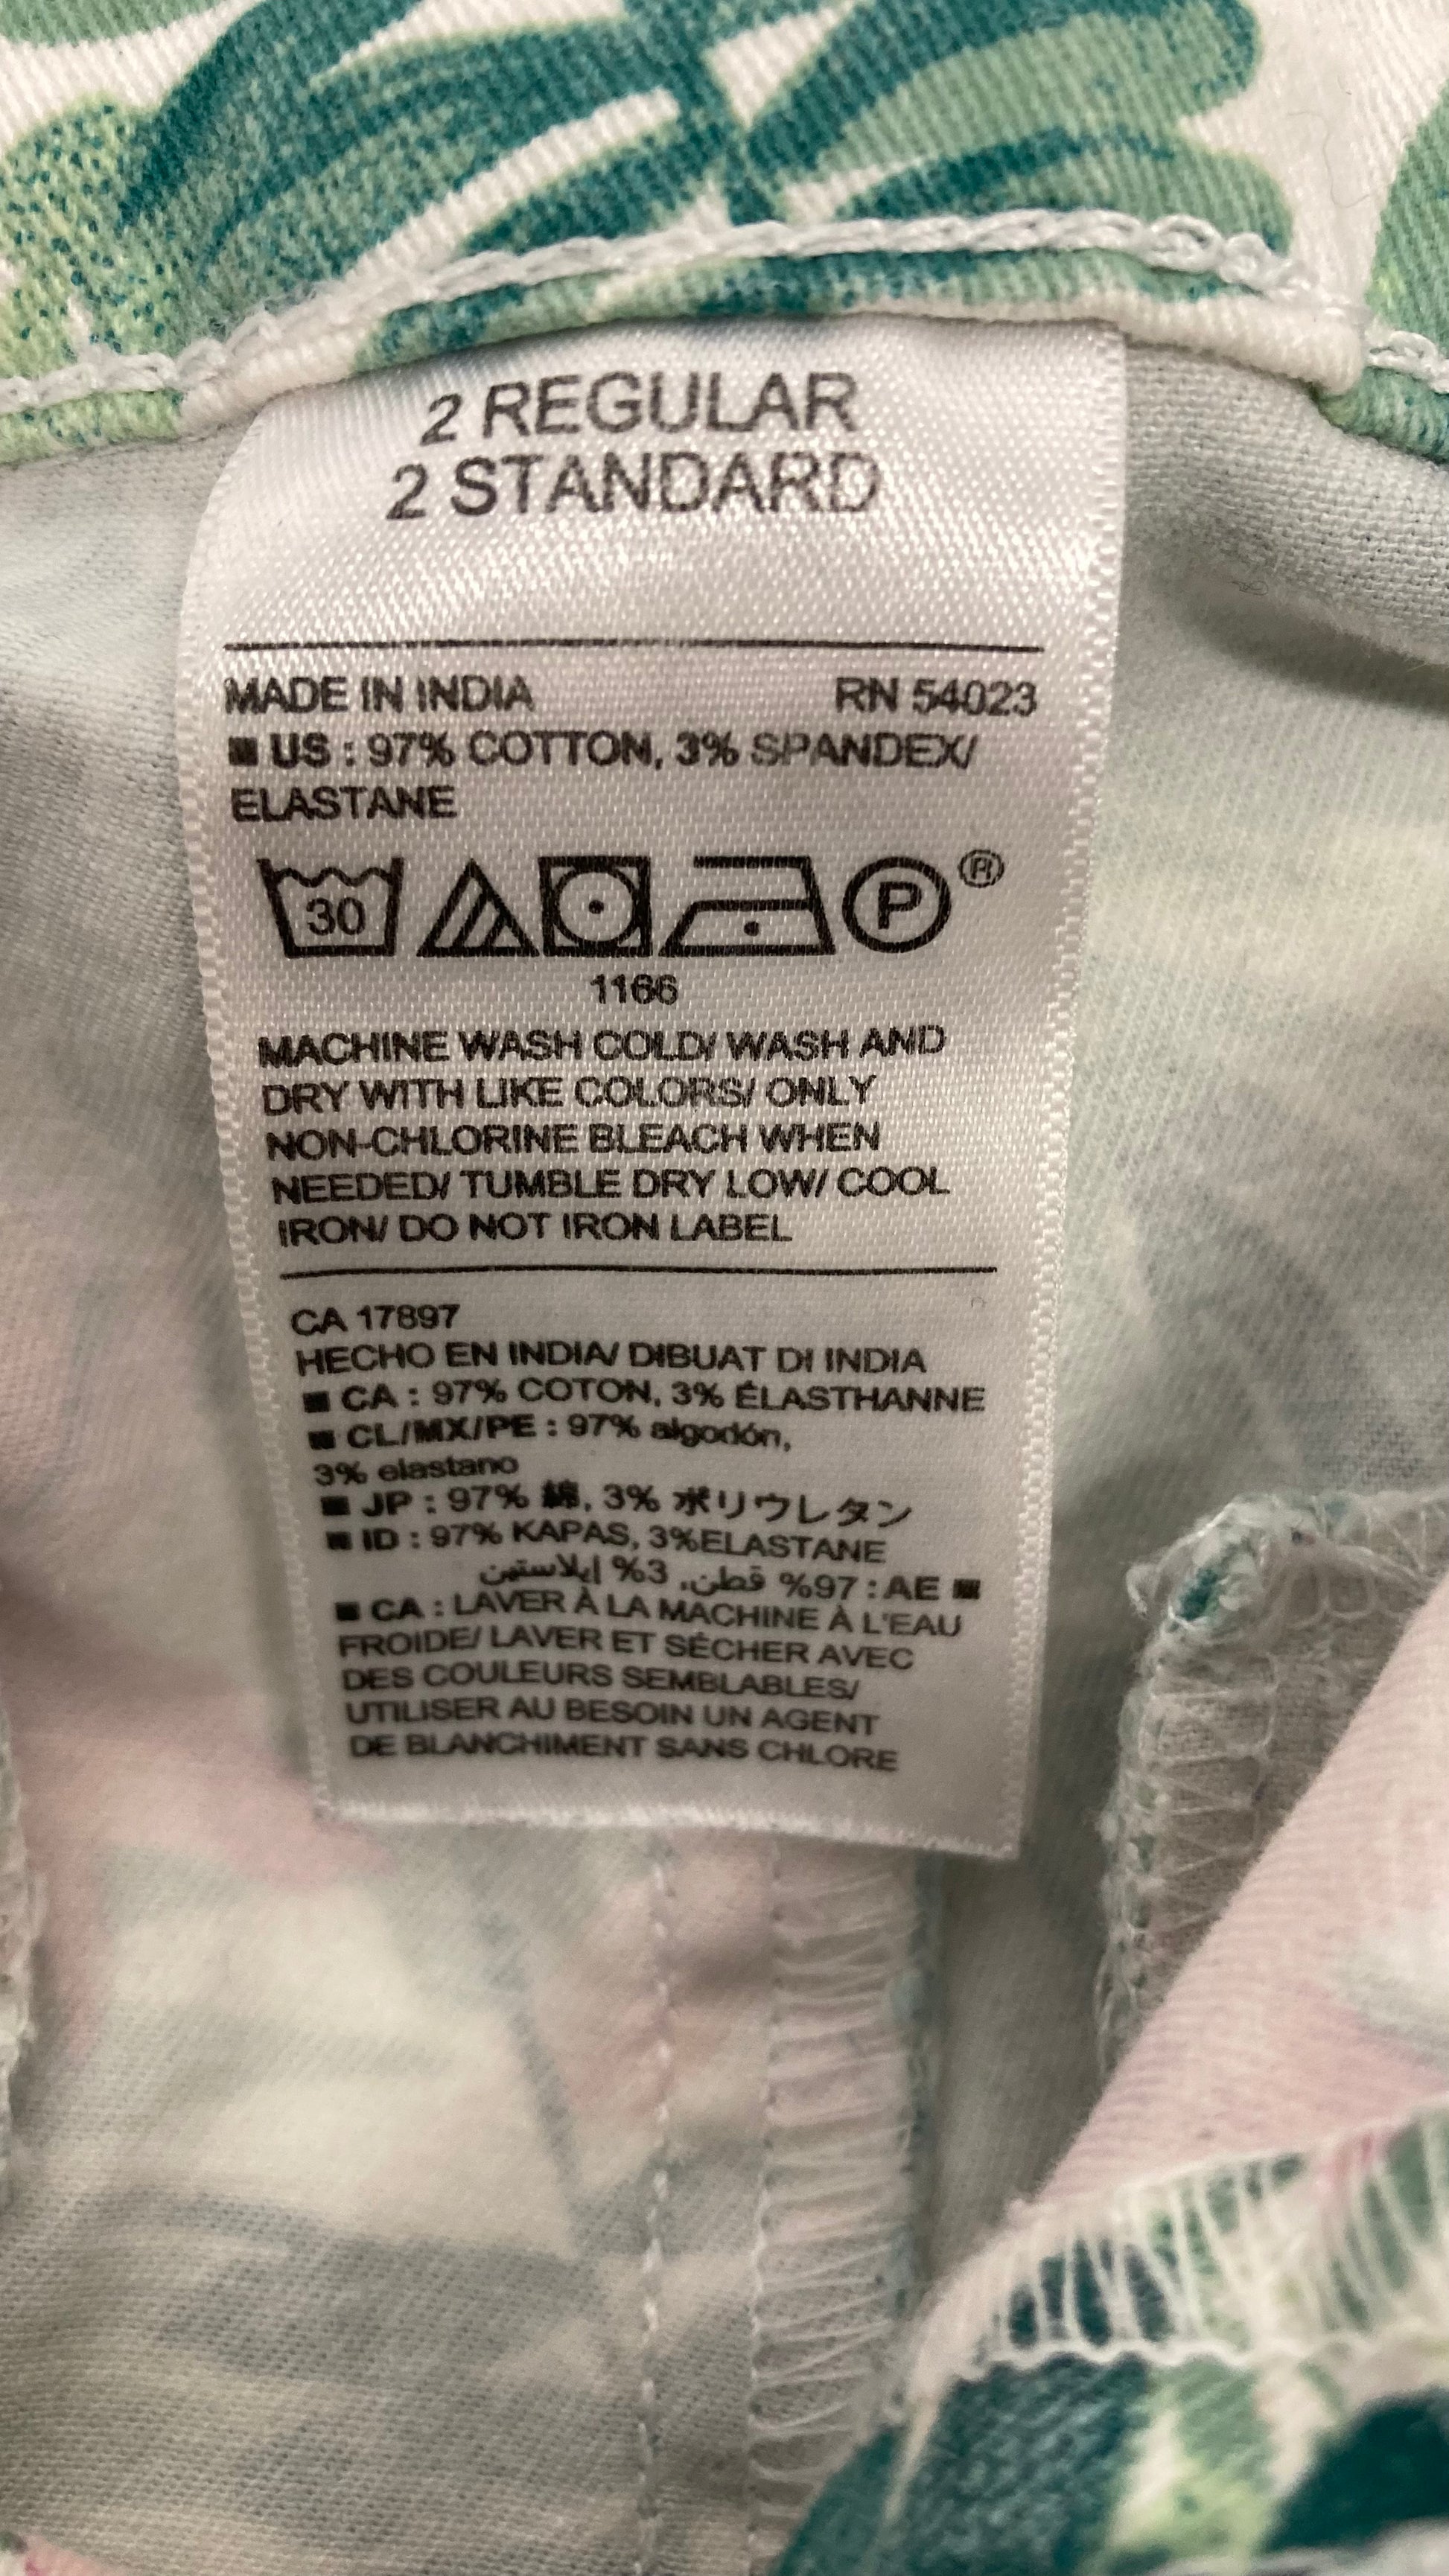 2 REGULAR
2 STANDARD
MADE IN INDIA RN 54023
■ US : 97% COTTON, 3% SPANDEX/
ELASTANE
30 P ®
1166
MACHINE WASH COLD/ WASH AND
DRY WITH LIKE COLORS/ ONLY
NON-CHLORINE BLEACH WHEN
NEEDED/ TUMBLE DRY LOW/ COOL
IRON/ DO NOT IRON LABEL
CA 17897
HECHO EN INDIA/ DIBUAT DI INDIA
■ CA : 97% COTON, 3% ÉLASTHANNE
■ CL/MX/PE : 97% algodón,
3% elastano
■ JP : 97% 綿, 3% ポリウレタン
■ ID : 97% KAPAS, 3%ELASTANE
■ AE: 97% قطن, 3% إيلاستين
■ CA : LAVER À LA MACHINE À L'EAU
FROIDE/ LAVER ET SÉCHER AVEC
DES COULEURS SEMBLABLES/
UTILISER AU BESOIN UN AGENT
DE BLANCHIMENT SANS CHLORE